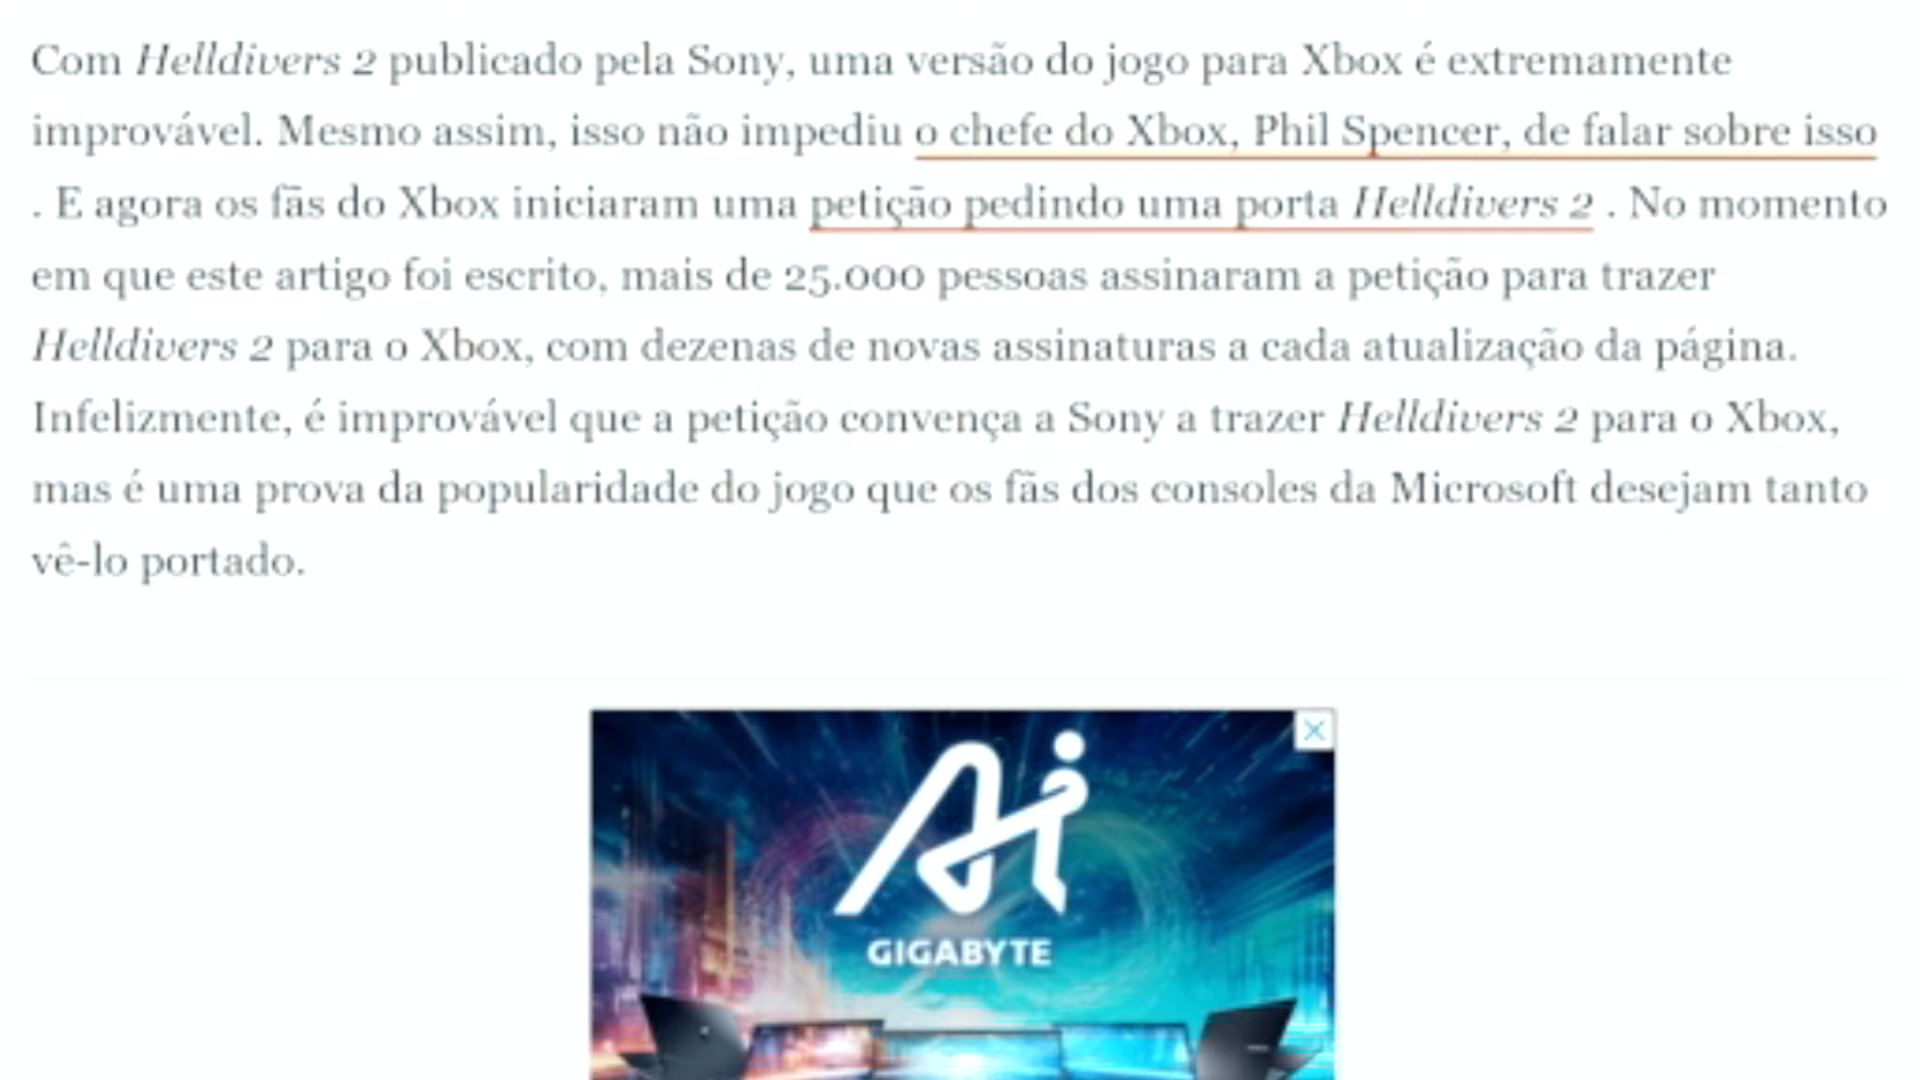 Com Helldivers 2 publicado pela Sony, uma versão do jogo para Xbox é extremamente
improvável. Mesmo assim, isso não impediu o chefe do Xbox, Phil Spencer, de falar sobre isso
. E agora os fãs do Xbox iniciaram uma petição pedindo uma porta Helldivers 2 . No momento
em que este artigo foi escrito, mais de 25.000 pessoas assinaram a petição para trazer
Helldivers 2 para o Xbox, com dezenas de novas assinaturas a cada atualização da página.
Infelizmente, é improvável que a petição convença a Sony a trazer Helldivers 2 para o Xbox,
mas é uma prova da popularidade do jogo que os fãs dos consoles da Microsoft desejam tanto
vê-lo portado.
Ai
GIGABYTE